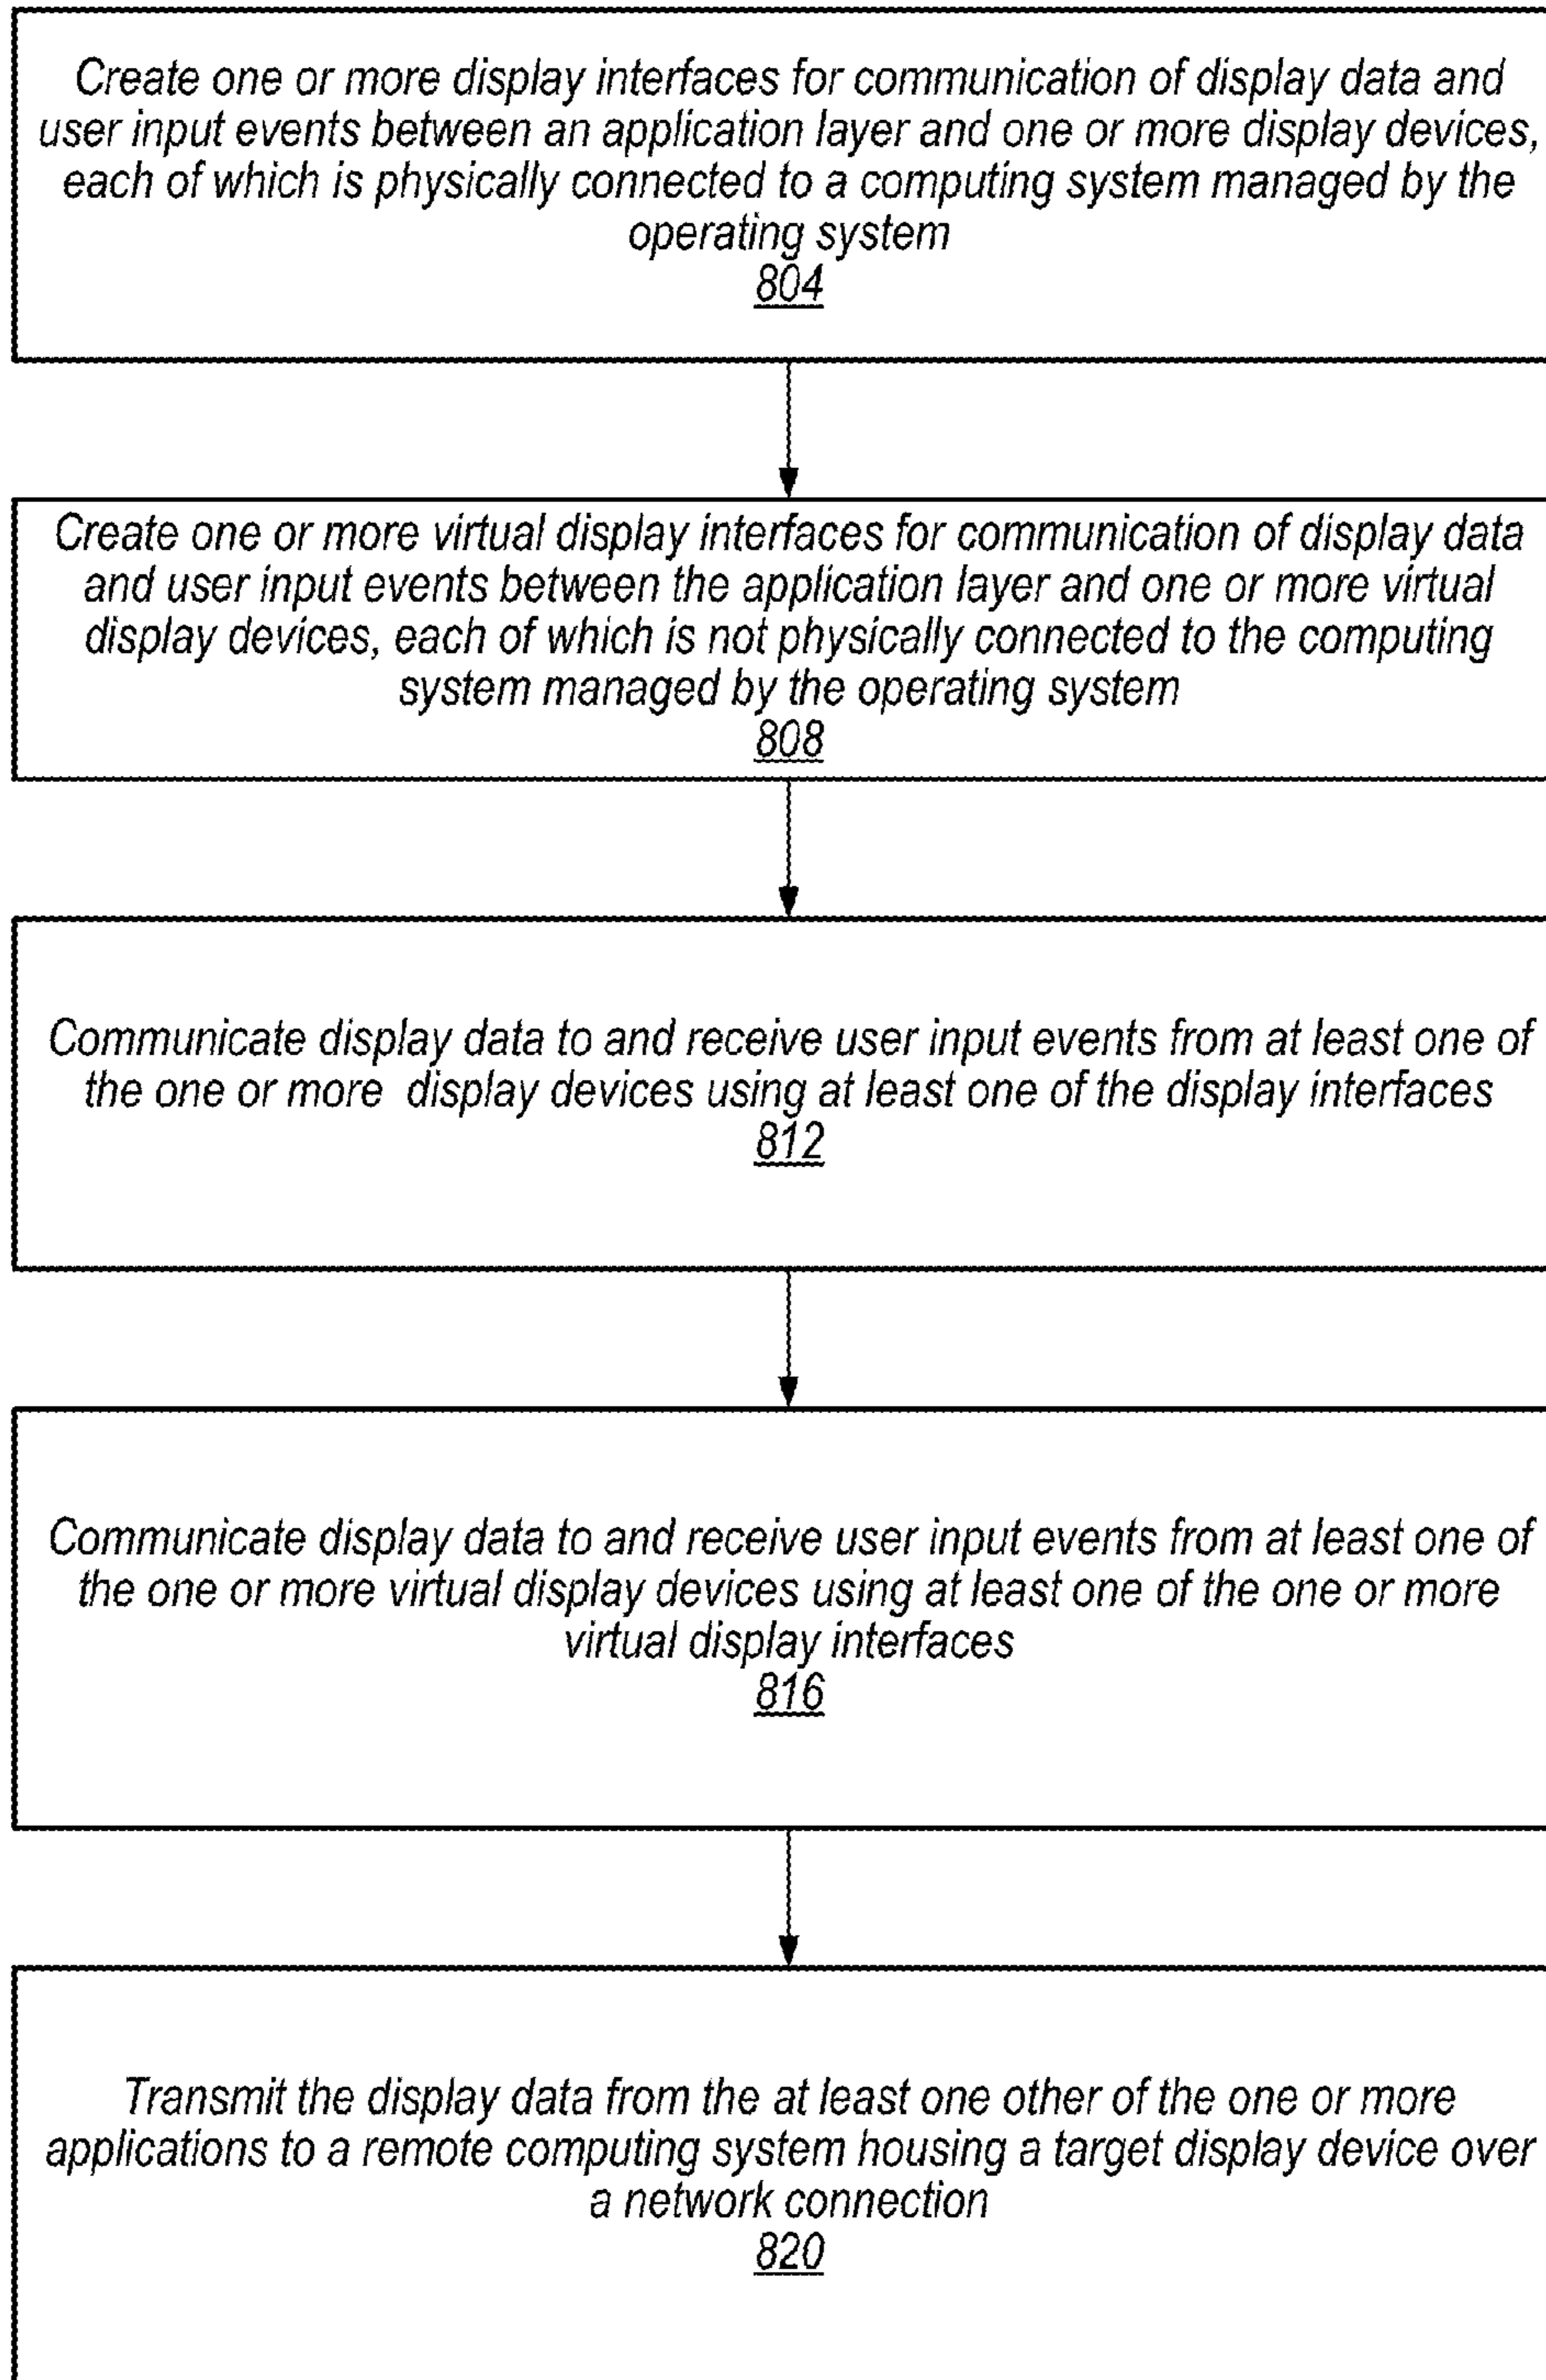 Create one or more display interfaces for communication of display data and
user input events between an application layer and one or more display devices,
each of which is physically connected to a computing system managed by the
operating system
804
Create one or more virtual display interfaces for communication of display data
and user input events between the application layer and one or more virtual
display devices, each of which is not physically connected to the computing
system managed by the operating system
808
Communicate display data to and receive user input events from at least one of
the one or more display devices using at least one of the display interfaces
812
Communicate display data to and receive user input events from at least one of
the one or more virtual display devices using at least one of the one or more
virtual display interfaces
816
Transmit the display data from the at least one other of the one or more
applications to a remote computing system housing a target display device over
a network connection
820